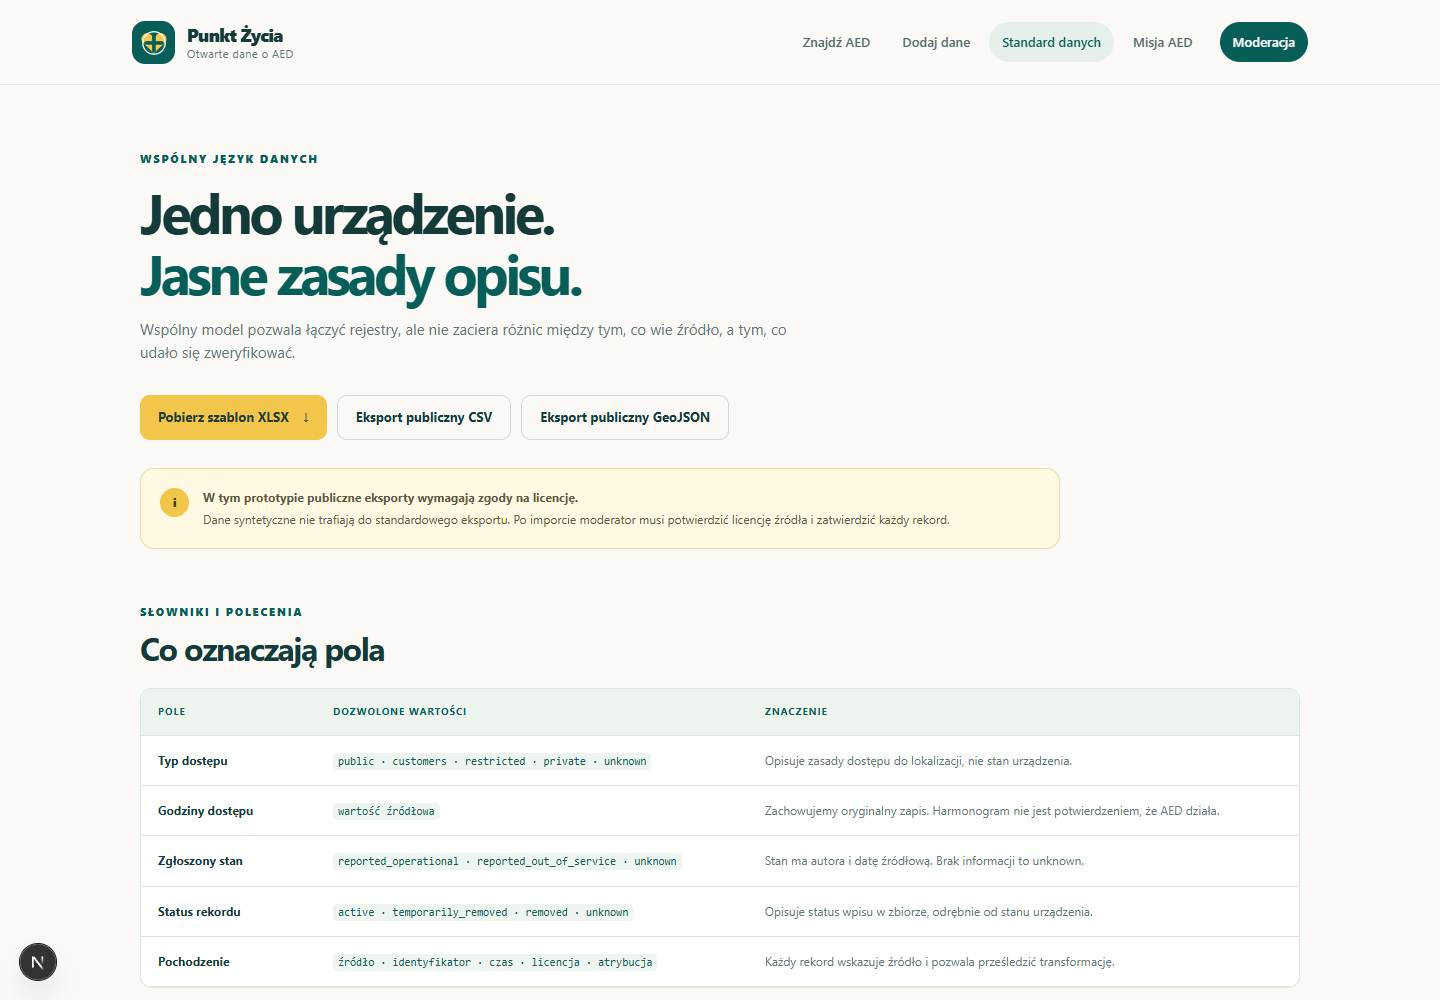 Punkt Życia
Otwarte dane o AED
Znajdź AED
Dodaj dane
Standard danych
Misja AED
Moderacja
WSPÓLNY JĘZYK DANYCH
Jedno urządzenie.
Jasne zasady opisu.
Wspólny model pozwala łączyć rejestry, ale nie zaciera różnic między tym, co wie źródło, a tym, co
udało się zweryfikować.
Pobierz szablon XLSX ↓
Eksport publiczny CSV
Eksport publiczny GeoJSON
i
W tym prototypie publiczne eksporty wymagają zgody na licencję.
Dane syntetyczne nie trafiają do standardowego eksportu. Po imporcie moderator musi potwierdzić licencję źródła i zatwierdzić każdy rekord.
SŁOWNIKI I POLECENIA
Co oznaczają pola
POLE DOZWOLONE WARTOŚCI ZNACZENIE
Typ dostępu public · customers · restricted · private · unknown Opisuje zasady dostępu do lokalizacji, nie stan urządzenia.
Godziny dostępu wartość źródłowa Zachowujemy oryginalny zapis. Harmonogram nie jest potwierdzeniem, że AED działa.
Zgłoszony stan reported_operational · reported_out_of_service · unknown Stan ma autora i datę źródłową. Brak informacji to unknown.
Status rekordu active · temporarily_removed · removed · unknown Opisuje status wpisu w zbiorze, odrębnie od stanu urządzenia.
Pochodzenie źródło · identyfikator · czas · licencja · atrybucja Każdy rekord wskazuje źródło i pozwala prześledzić transformację.
N